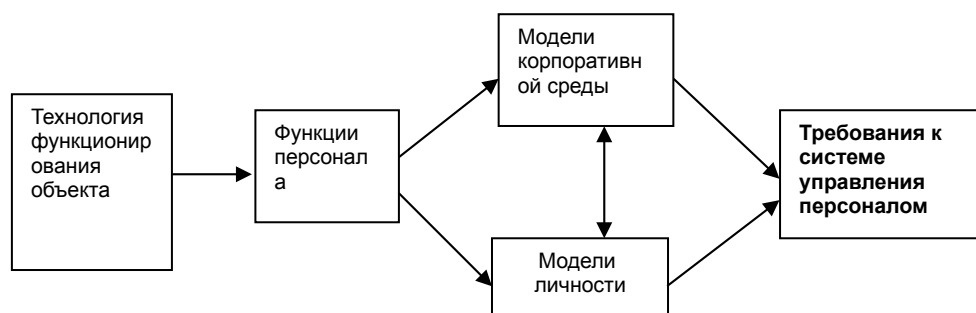 Технология
функционир
ования
объекта
Функции
персонал
а
Модели
корпоративн
ой среды
Модели
личности
Требования к
системе
управления
персоналом